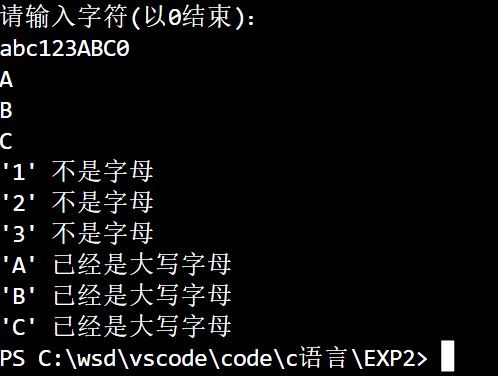 请输入字符(以0结束):
abc123ABC0
A
B
C
'1' 不是字母
'2' 不是字母
'3' 不是字母
'A' 已经是大写字母
'B' 已经是大写字母
'C' 已经是大写字母
PS C:\wsd\vscode\code\c语言\EXP2>